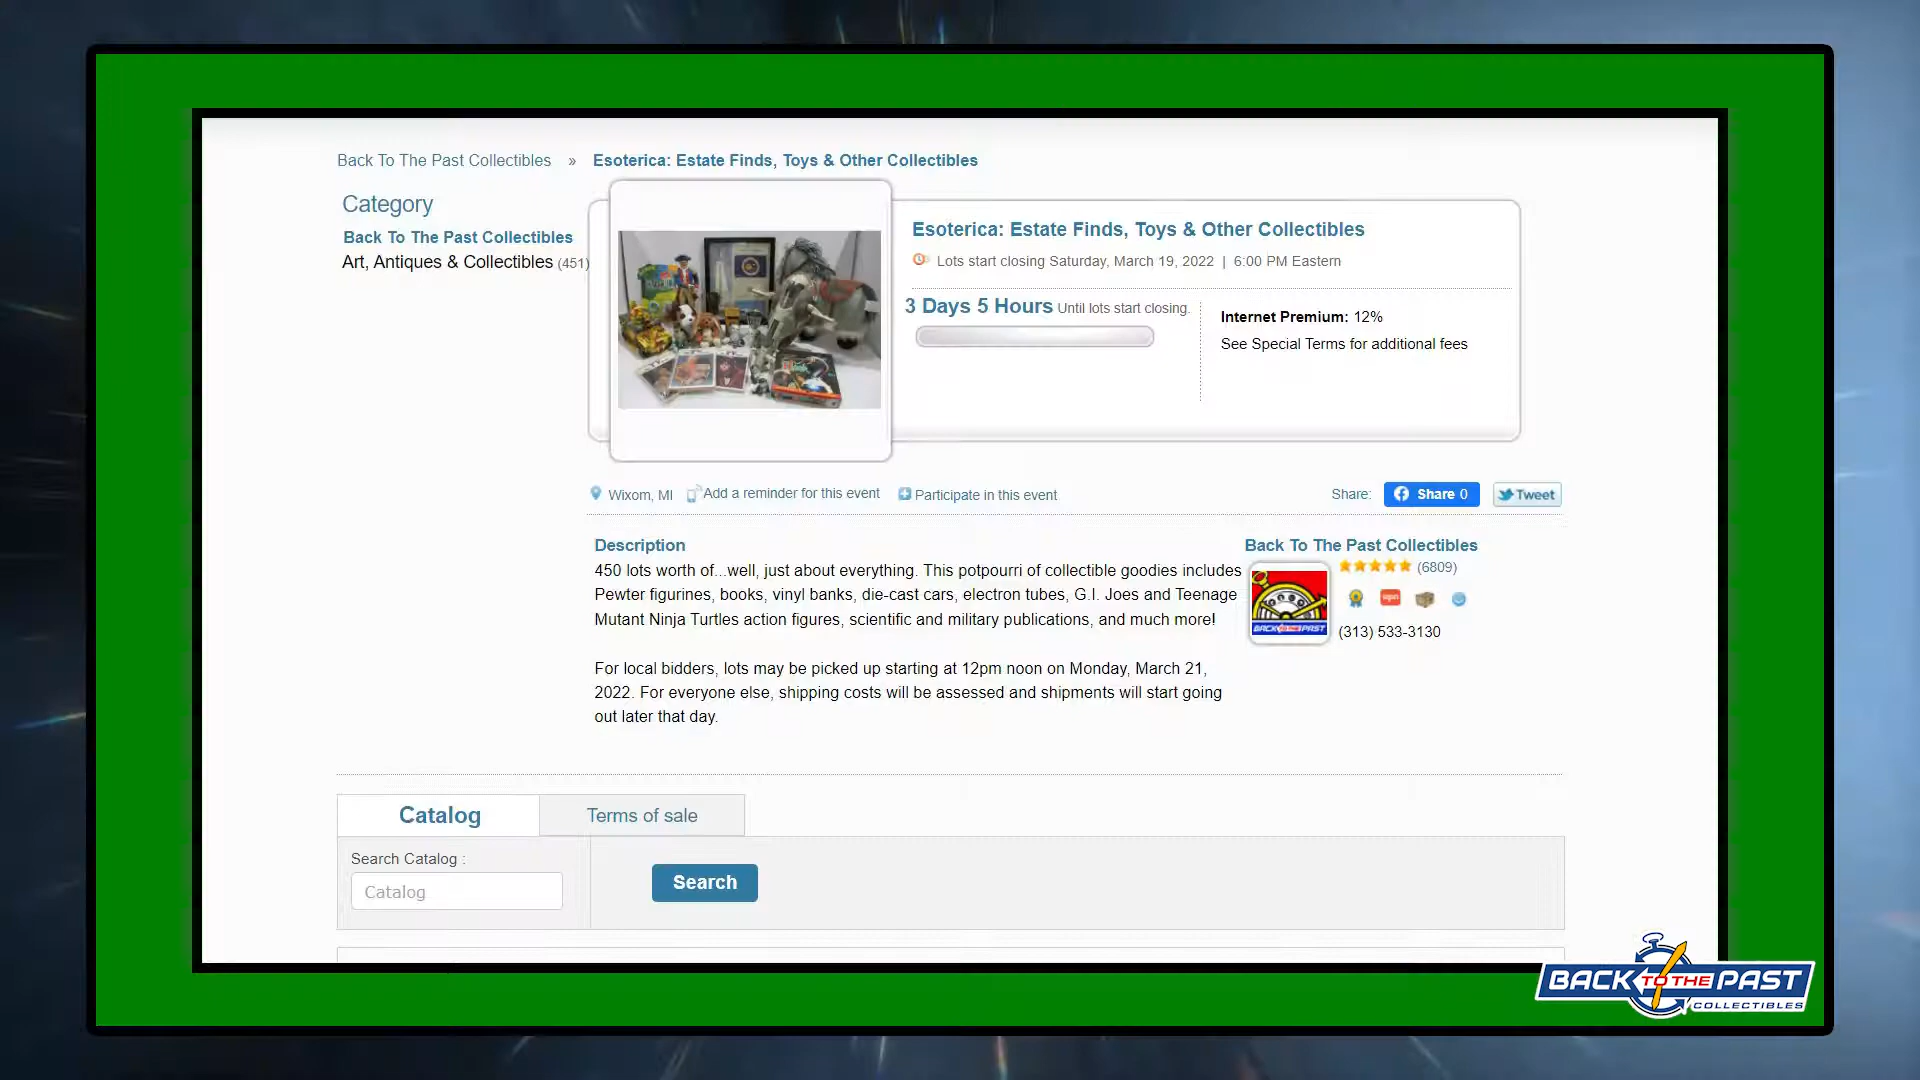 Back To The Past Collectibles » Esoterica: Estate Finds, Toys & Other Collectibles
Category
Back To The Past Collectibles
Art, Antiques & Collectibles (451)
Esoterica: Estate Finds, Toys & Other Collectibles
Lots start closing Saturday, March 19, 2022 | 6:00 PM Eastern
3 Days 5 Hours Until lots start closing.
Internet Premium: 12%
See Special Terms for additional fees
Wixom, MI Add a reminder for this event Participate in this event
Share: Share 0 Tweet
Description
450 lots worth of...well, just about everything. This potpourri of collectible goodies includes
Pewter figurines, books, vinyl banks, die-cast cars, electron tubes, G.I. Joes and Teenage
Mutant Ninja Turtles action figures, scientific and military publications, and much more!
For local bidders, lots may be picked up starting at 12pm noon on Monday, March 21,
2022. For everyone else, shipping costs will be assessed and shipments will start going
out later that day.
Back To The Past Collectibles
(6809)
BACK TO THE PAST
(313) 533-3130
Catalog Terms of sale
Search Catalog :
Catalog
Search
BACK TO THE PAST
COLLECTIBLES